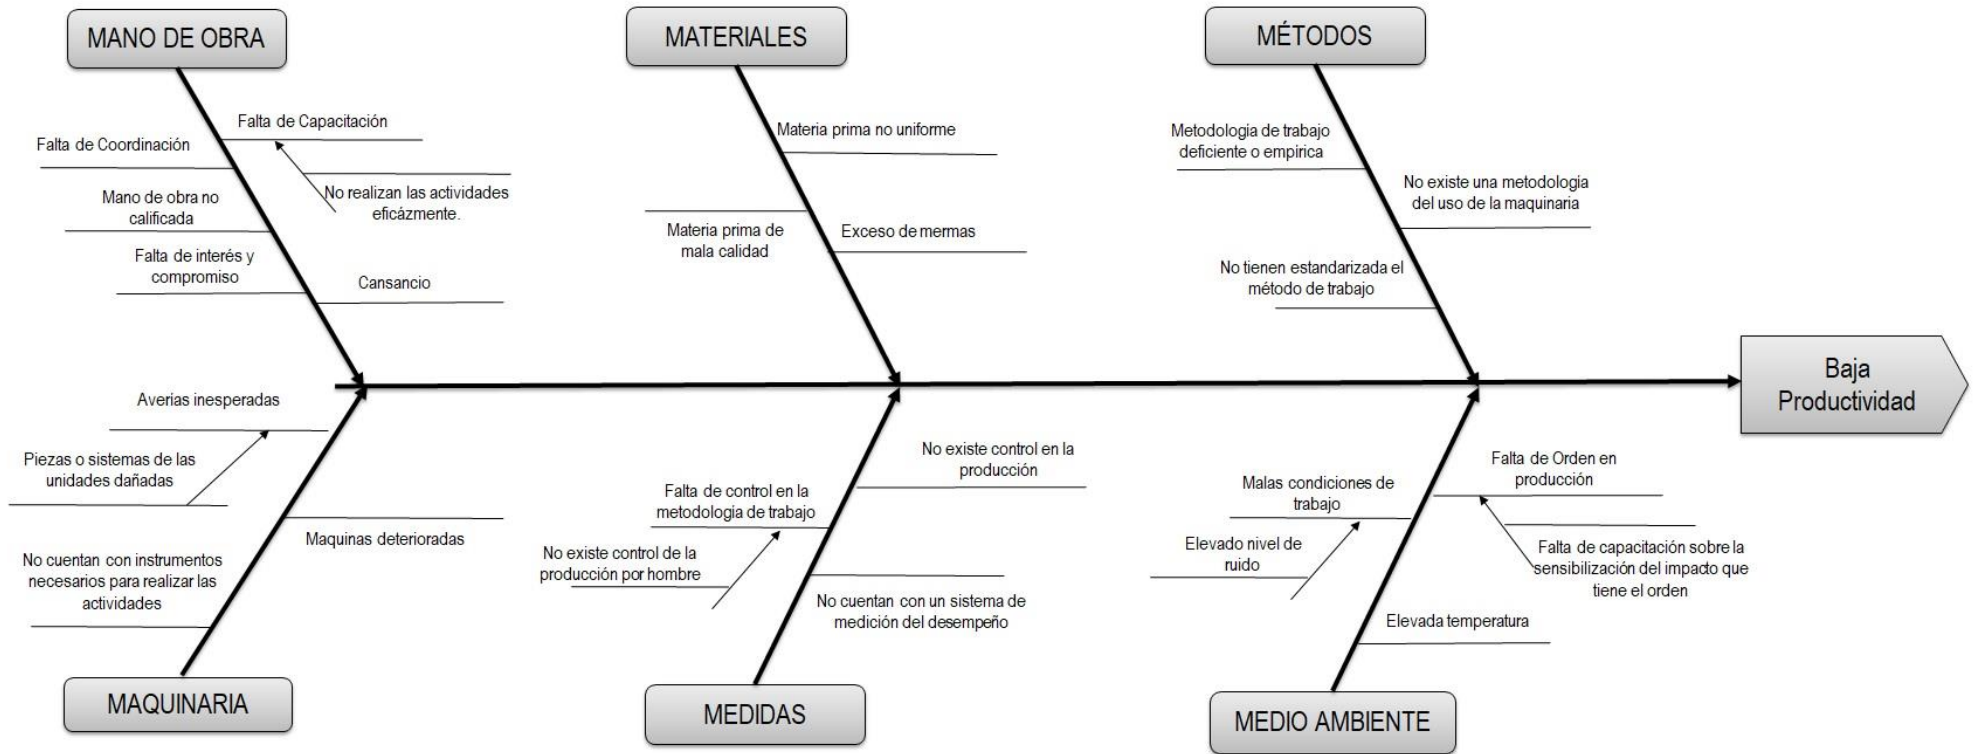 MANO DE OBRA
MATERIALES
MÉTODOS
Falta de Capacitación
Falta de Coordinación
No realizan las actividades
eficázmente.
Mano de obra no
calificada
Falta de interés y
compromiso
Cansancio
Materia prima no uniforme
Materia prima de
mala calidad
Exceso de mermas
Metodología de trabajo
deficiente o empírica
No existe una metodología
del uso de la maquinaria
No tienen estandarizada el
método de trabajo
Baja
Productividad
Averias inesperadas
Piezas o sistemas de las
unidades dañadas
Maquinas deterioradas
No cuentan con instrumentos
necesarios para realizar las
actividades
No existe control en la
producción
Falta de control en la
metodología de trabajo
No existe control de la
producción por hombre
No cuentan con un sistema de
medición del desempeño
Falta de Orden en
producción
Malas condiciones de
trabajo
Elevado nivel de
ruido
Falta de capacitación sobre la
sensibilización del impacto que
tiene el orden
Elevada temperatura
MAQUINARIA
MEDIDAS
MEDIO AMBIENTE